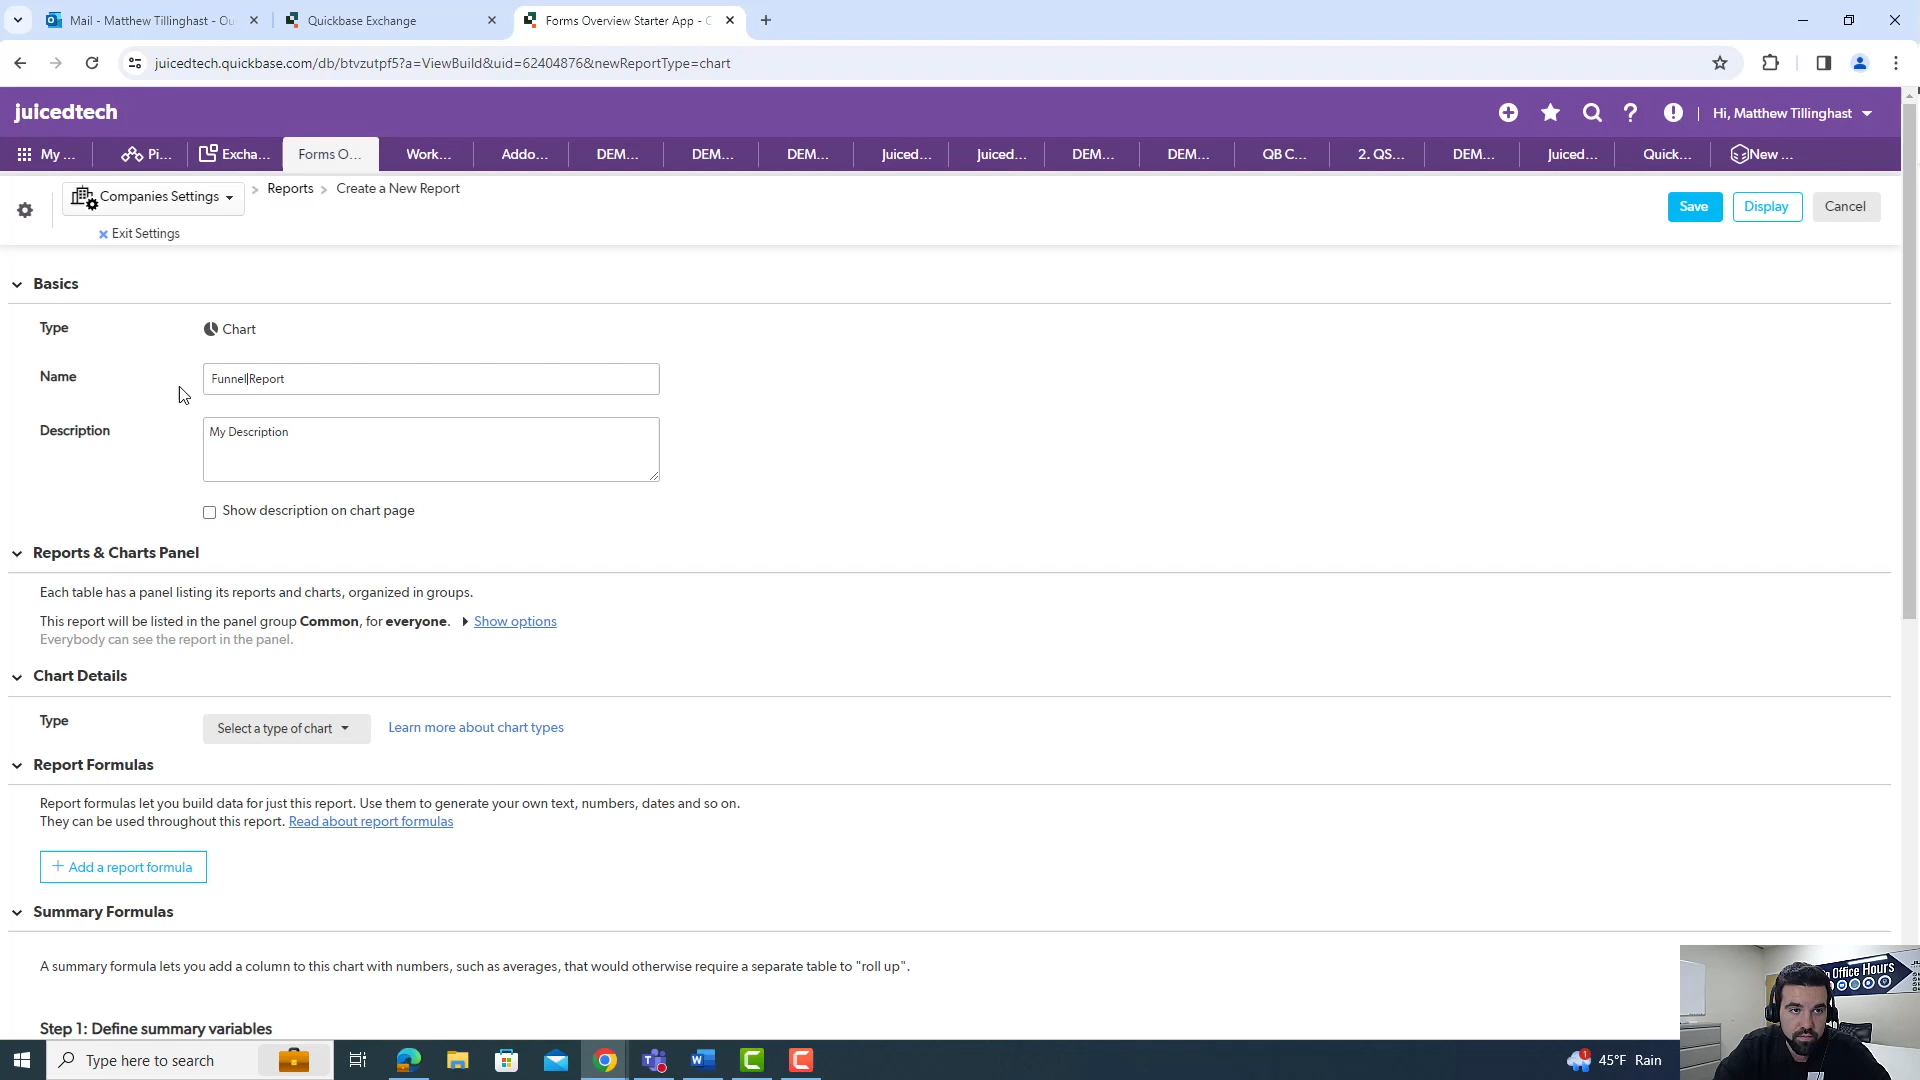 Mail - Matthew Tillinghast - Ou
Quickbase Exchange
Forms Overview Starter App - C
juicedtech.quickbase.com/db/btvzutpf5?a=ViewBuild&uid=62404876&newReportType=chart
juicedtech
Hi, Matthew Tillinghast
My ...
Pi...
Excha...
Forms O...
Work...
Addo...
DEM...
DEM...
DEM...
Juiced...
Juiced...
DEM...
DEM...
QB C...
2. QS...
DEM...
Juiced...
Quick...
New ...
Companies Settings > Reports > Create a New Report
Save
Display
Cancel
Exit Settings
Basics
Type
Chart
Name
Funnel Report
Description
My Description
Show description on chart page
Reports & Charts Panel
Each table has a panel listing its reports and charts, organized in groups.
This report will be listed in the panel group Common, for everyone. Show options
Everybody can see the report in the panel.
Chart Details
Type
Select a type of chart
Learn more about chart types
Report Formulas
Report formulas let you build data for just this report. Use them to generate your own text, numbers, dates and so on.
They can be used throughout this report. Read about report formulas
+ Add a report formula
Summary Formulas
A summary formula lets you add a column to this chart with numbers, such as averages, that would otherwise require a separate table to "roll up".
Step 1: Define summary variables
Office Hours
Type here to search
45°F Rain